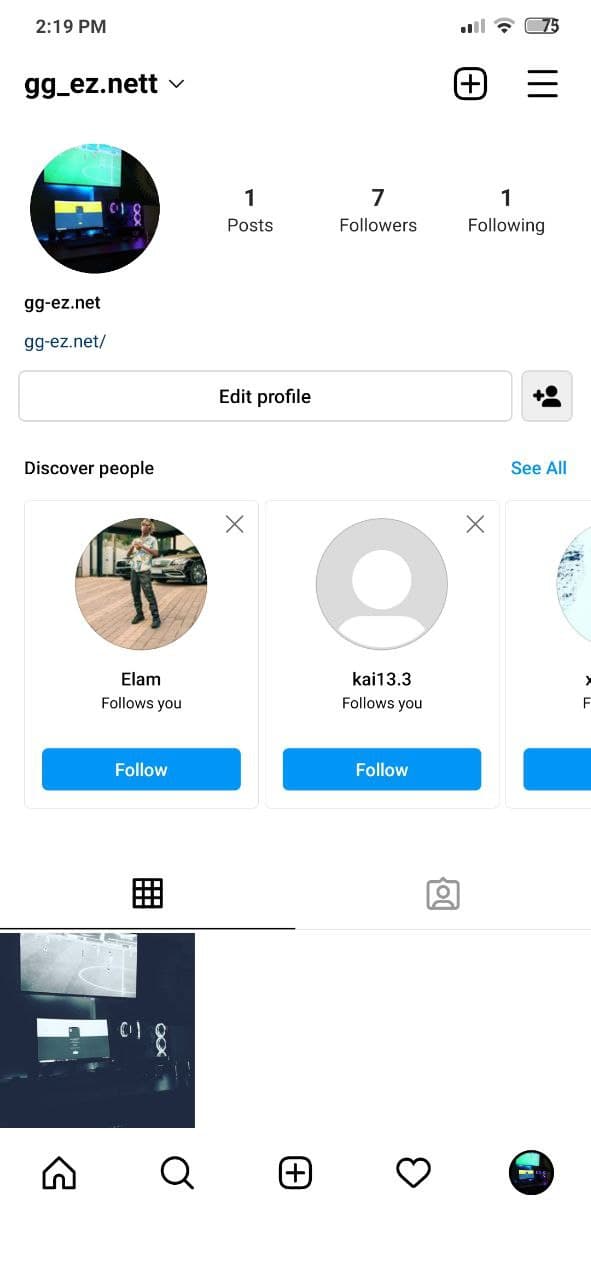 2:19 PM 75
gg_ez.nett
1 7 1
Posts Followers Following
gg-ez.net
gg-ez.net/
Edit profile
Discover people See All
Elam kai13.3
Follows you Follows you
Follow Follow